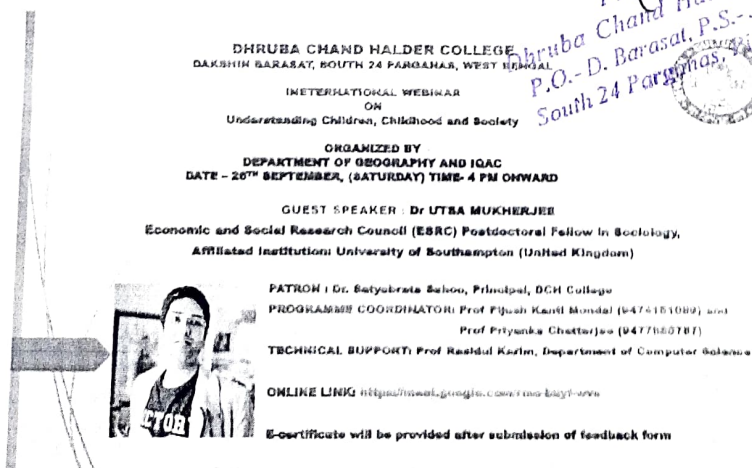 Dhruba Chand
P.O.- D. Barasat, P.S.-
South 24 Parganas,
DHRUBA CHAND HALDER COLLEGE
DAKSHIN BARASAT, SOUTH 24 PARGANAS, WEST BENGAL
INETERNATIONAL WEBINAR
ON
Understanding Children, Childhood and Society
ORGANIZED BY
DEPARTMENT OF GEOGRAPHY AND IQAC
DATE – 26TH SEPTEMBER, (SATURDAY) TIME- 4 PM ONWARD
GUEST SPEAKER : Dr UTSA MUKHERJEE
Economic and Social Research Council (ESRC) Postdoctoral Fellow in Sociology,
Affiliated Institution: University of Southampton (United Kingdom)
PATRON : Dr. Satyabrata Sahoo, Principal, DCH College
PROGRAMME COORDINATOR: Prof Pijush Kanti Mondal and
Prof Priyanka Chatterjee
TECHNICAL SUPPORT: Prof Rasidul Karim, Department of Computer Science
ONLINE LINK:
E-certificate will be provided after submission of feedback form
CTOR